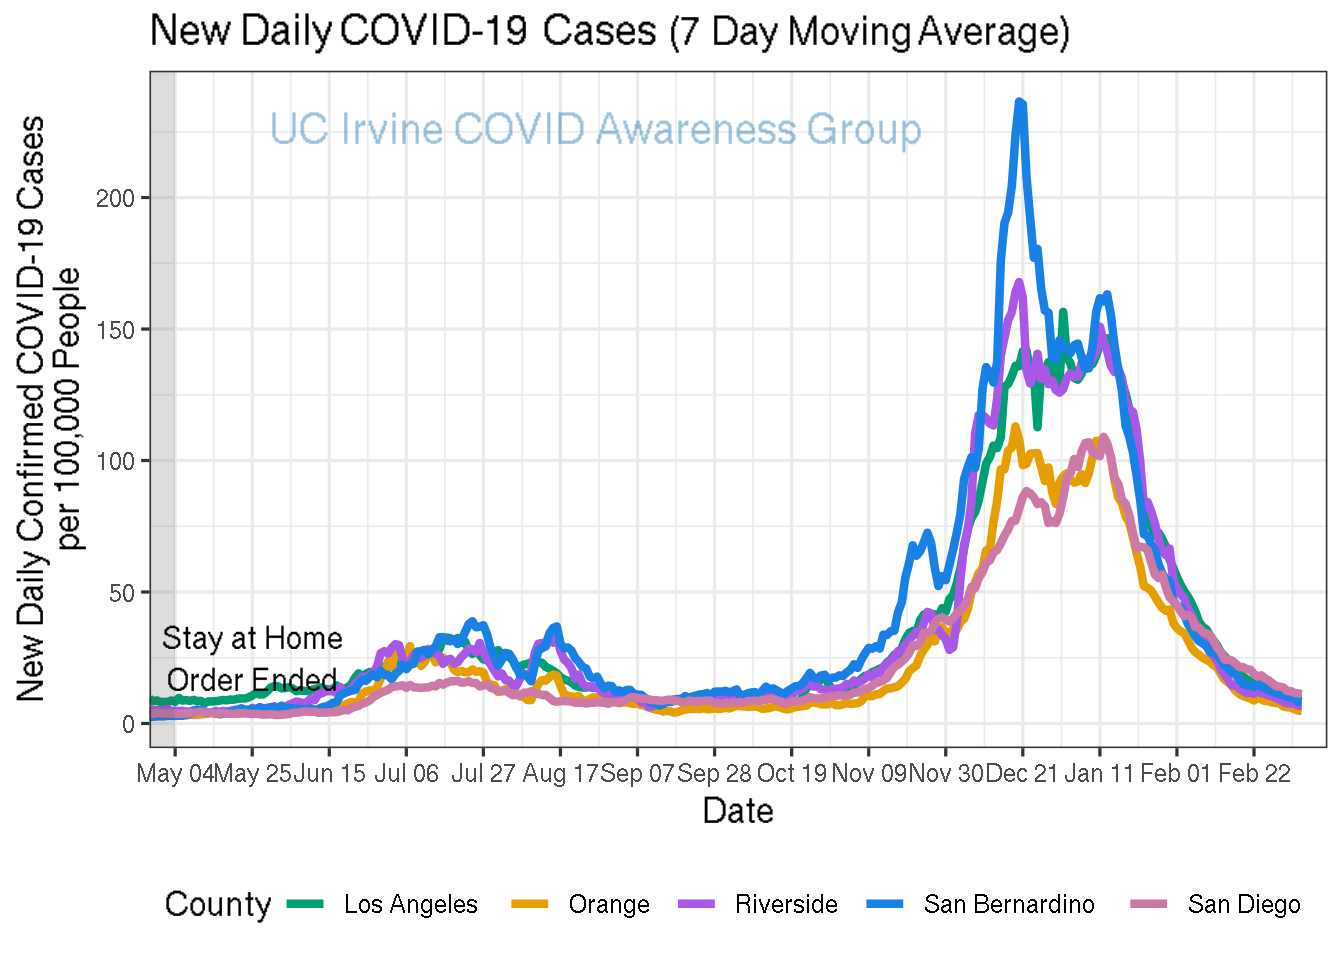 New Daily COVID-19 Cases (7 Day Moving Average)
UC Irvine COVID Awareness Group
New Daily Confirmed COVID-19 Cases
per 100,000 People
200
150
100
50
0
Stay at Home
Order Ended
May 04 May 25 Jun 15 Jul 06 Jul 27 Aug 17 Sep 07 Sep 28 Oct 19 Nov 09 Nov 30 Dec 21 Jan 11 Feb 01 Feb 22
Date
County Los Angeles Orange Riverside San Bernardino San Diego